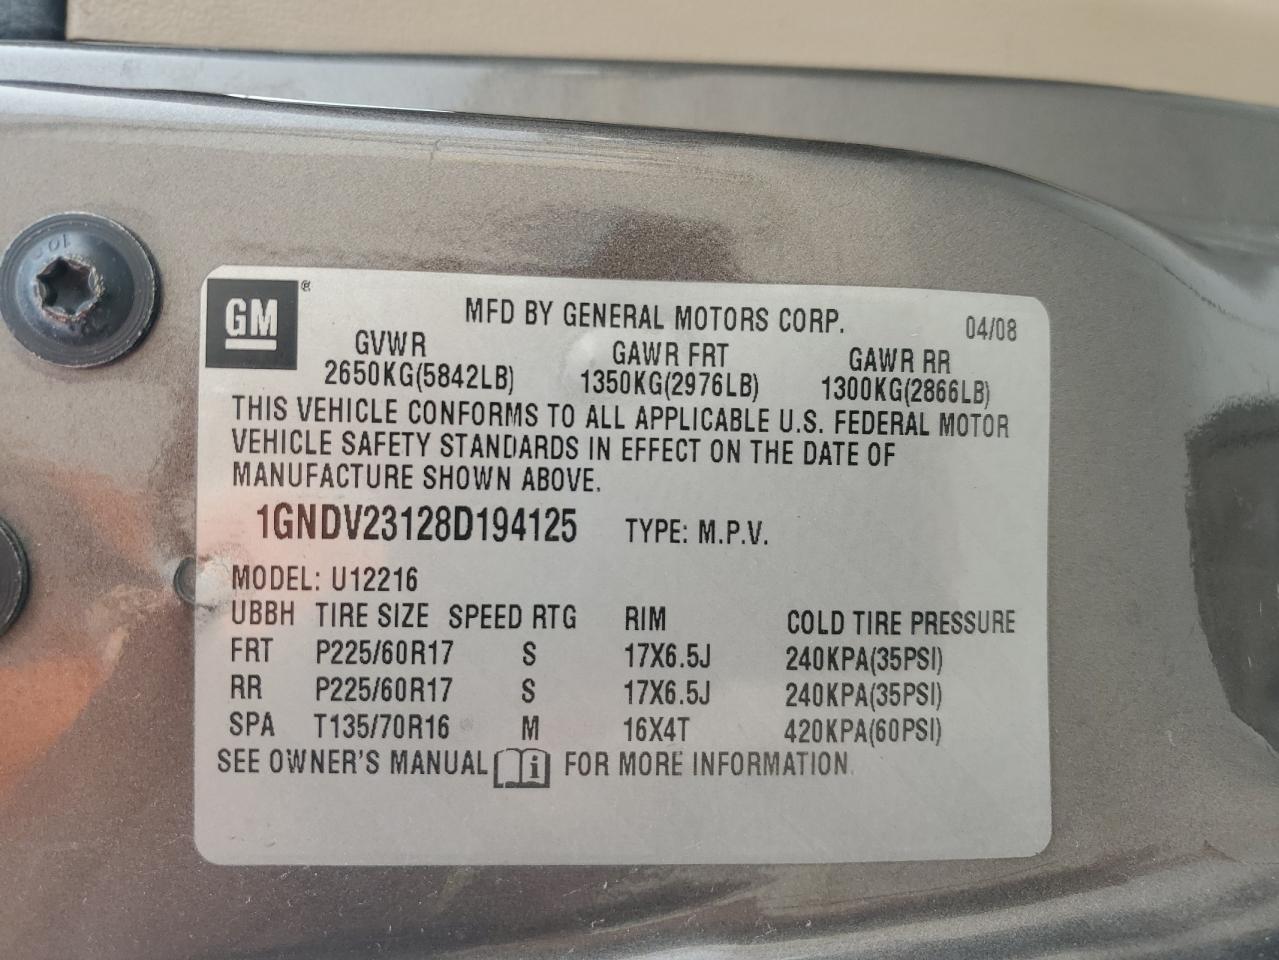 GM ®
MFD BY GENERAL MOTORS CORP. 04/08
GVWR GAWR FRT GAWR RR
2650KG(5842LB) 1350KG(2976LB) 1300KG(2866LB)
THIS VEHICLE CONFORMS TO ALL APPLICABLE U.S. FEDERAL MOTOR
VEHICLE SAFETY STANDARDS IN EFFECT ON THE DATE OF
MANUFACTURE SHOWN ABOVE.
1GNDV23128D194125 TYPE: M.P.V.
MODEL: U12216
UBBH TIRE SIZE SPEED RTG RIM COLD TIRE PRESSURE
FRT P225/60R17 S 17X6.5J 240KPA(35PSI)
RR P225/60R17 S 17X6.5J 240KPA(35PSI)
SPA T135/70R16 M 16X4T 420KPA(60PSI)
SEE OWNER'S MANUAL i FOR MORE INFORMATION.